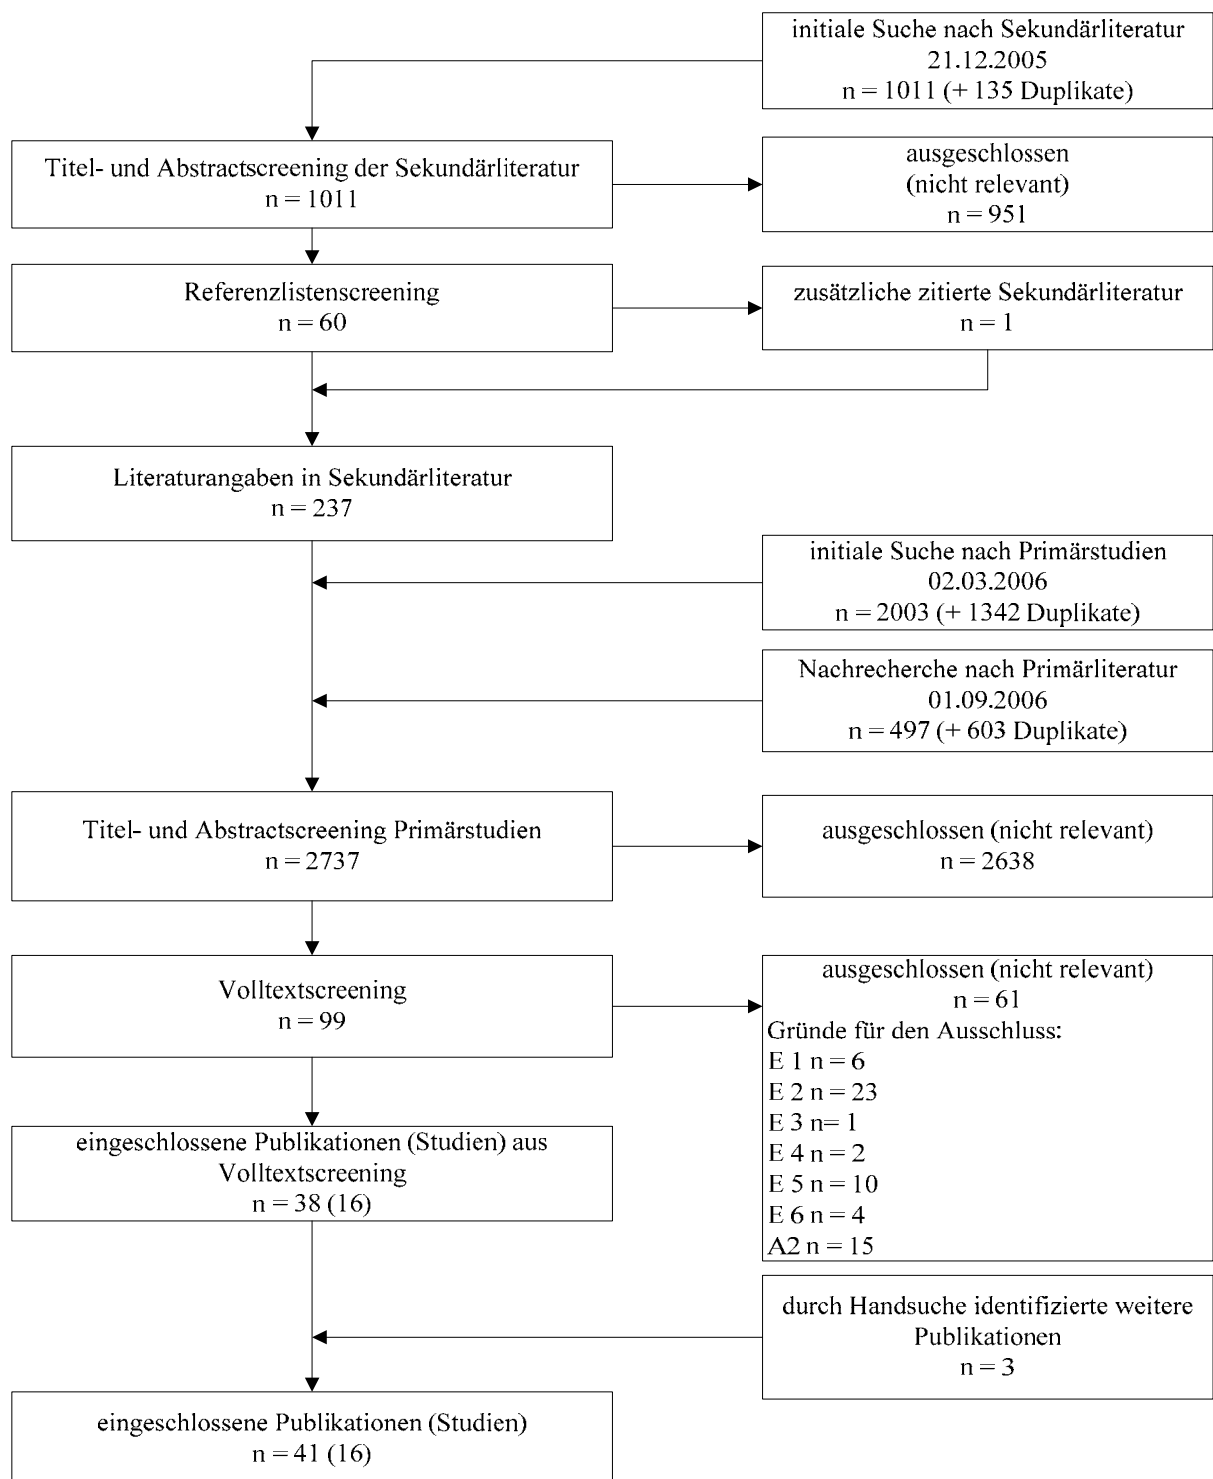 initiale Suche nach Sekundärliteratur
21.12.2005
n = 1011 (+ 135 Duplikate)
Titel- und Abstractscreening der Sekundärliteratur
n = 1011
ausgeschlossen
(nicht relevant)
n = 951
Referenzlistenscreening
n = 60
zusätzliche zitierte Sekundärliteratur
n = 1
Literaturangaben in Sekundärliteratur
n = 237
initiale Suche nach Primärstudien
02.03.2006
n = 2003 (+ 1342 Duplikate)
Nachrecherche nach Primärliteratur
01.09.2006
n = 497 (+ 603 Duplikate)
Titel- und Abstractscreening Primärstudien
n = 2737
ausgeschlossen (nicht relevant)
n = 2638
Volltextscreening
n = 99
ausgeschlossen (nicht relevant)
n = 61
Gründe für den Ausschluss:
E 1 n = 6
E 2 n = 23
E 3 n= 1
E 4 n = 2
E 5 n = 10
E 6 n = 4
A2 n = 15
eingeschlossene Publikationen (Studien) aus
Volltextscreening
n = 38 (16)
durch Handsuche identifizierte weitere
Publikationen
n = 3
eingeschlossene Publikationen (Studien)
n = 41 (16)